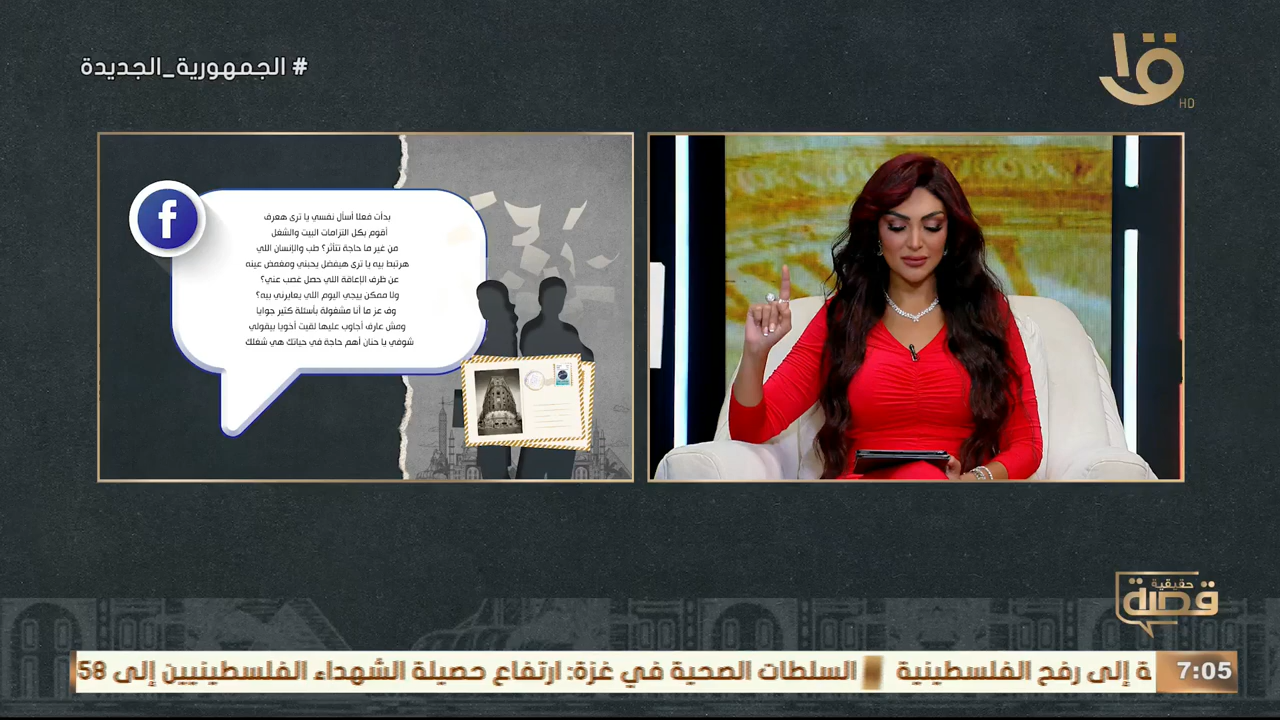 # الجمهورية_الجديدة
HD
f
بدأت فعلا أسأل نفسي يا ترى هعرف
أقوم بكل التزامات البيت والشغل
من غير ما حاجة تتأثر؟ طب والإنسان اللي
هرتبط بيه يا ترى هيفضل يحبني ومغمض عينه
عن ظرف الإعاقة اللي حصل غصب عني؟
ولا ممكن ييجي اليوم اللي يعايرني بيه؟
وف عز ما أنا مشغولة بأسئلة كتير جوايا
ومش عارف أجاوب عليها لقيت أخويا بيقولي
شوفي يا حنان أهم حاجة في حياتك هي شغلك
قصة
حقيقية
7:05
ة إلى رفح الفلسطينية السلطات الصحية في غزة: ارتفاع حصيلة الشهداء الفلسطينيين إلى 58